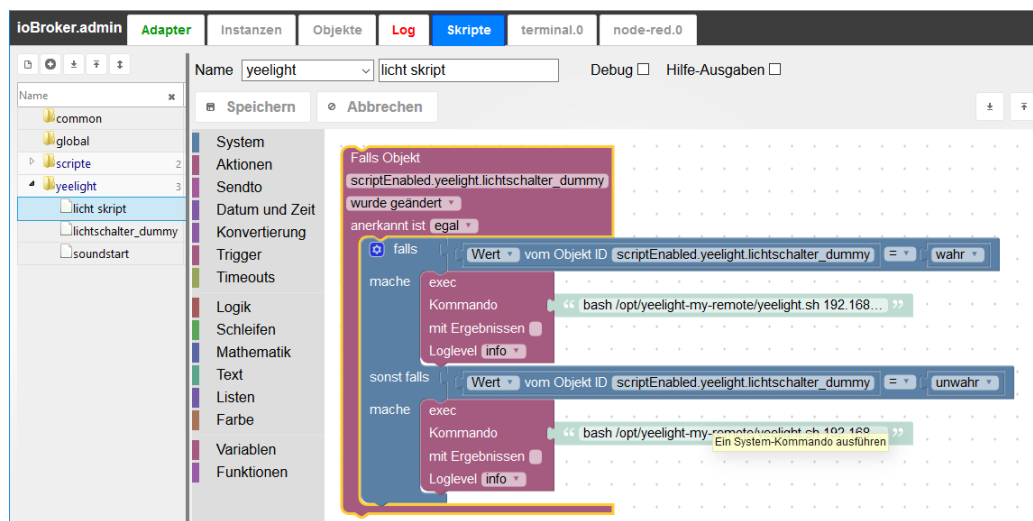 ioBroker.admin Adapter Instanzen Objekte Log Skripte terminal.0 node-red.0
Name yeelight licht skript Debug Hilfe-Ausgaben
Speichern Abbrechen
Name
common
global
scripte 2
yeelight 3
licht skript
lichtschalter_dummy
soundstart
System
Aktionen
Sendto
Datum und Zeit
Konvertierung
Trigger
Timeouts
Logik
Schleifen
Mathematik
Text
Listen
Farbe
Variablen
Funktionen
Falls Objekt
scriptEnabled.yeelight.lichtschalter_dummy
wurde geändert
anerkannt ist egal
falls Wert vom Objekt ID scriptEnabled.yeelight.lichtschalter_dummy = wahr
mache exec
Kommando “ bash /opt/yeelight-my-remote/yeelight.sh 192.168... ”
mit Ergebnissen
Loglevel info
sonst falls Wert vom Objekt ID scriptEnabled.yeelight.lichtschalter_dummy = unwahr
mache exec
Kommando “ bash /opt/yeelight-my-remote/yeelight.sh 192.168... ”
Ein System-Kommando ausführen
mit Ergebnissen
Loglevel info